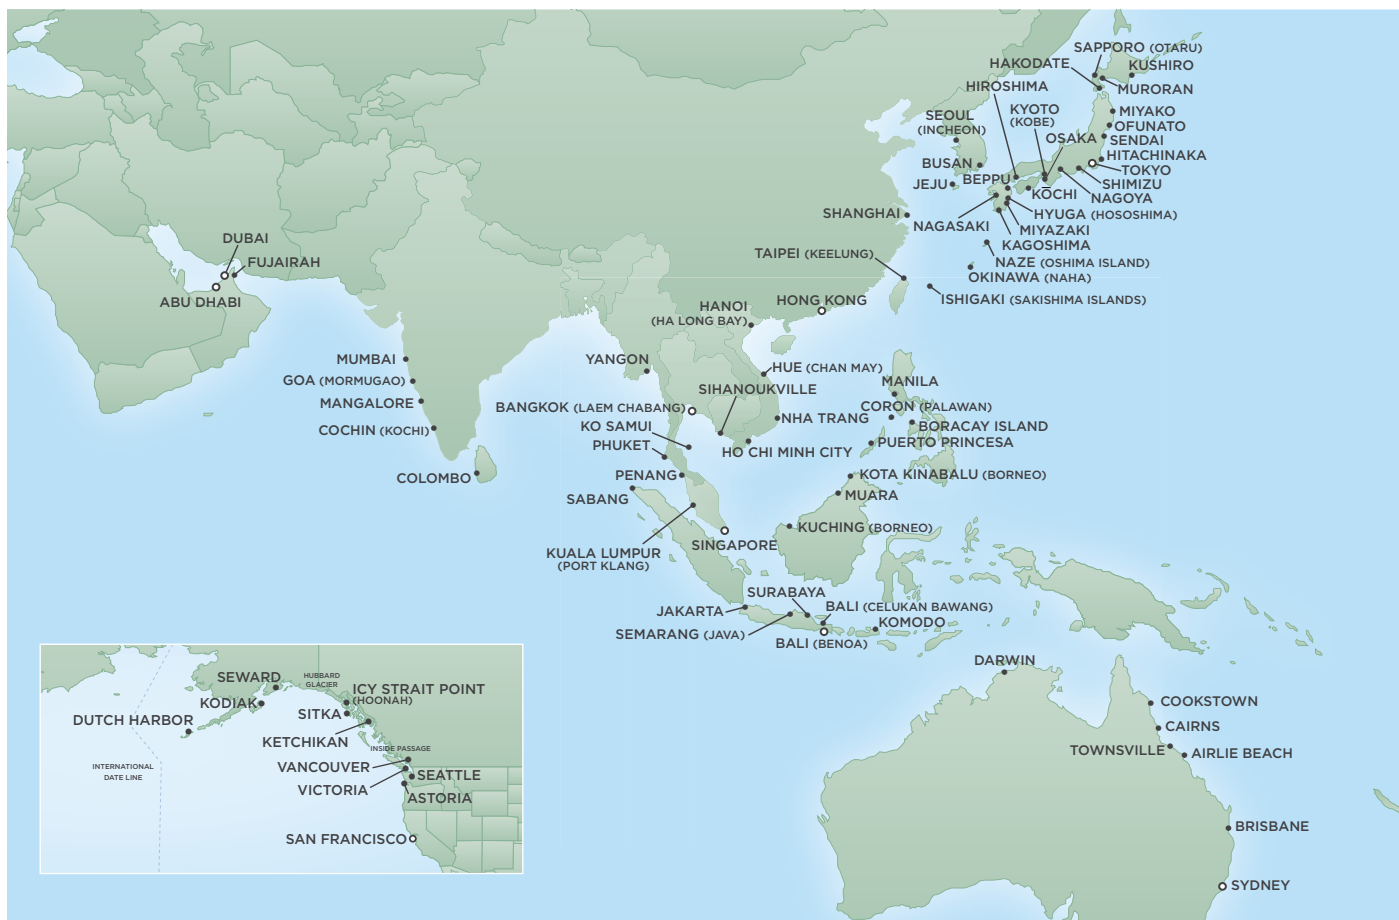 SAPPORO (OTARU)
HAKODATE
KUSHIRO
HIROSHIMA
MURORAN
KYOTO
(KOBE)
MIYAKO
SEOUL
(INCHEON)
OFUNATO
OSAKA
SENDAI
HITACHINAKA
BUSAN
TOKYO
JEJU
BEPPU
SHIMIZU
KŌCHI
NAGOYA
SHANGHAI
HYUGA (HOSOSHIMA)
NAGASAKI
MIYAZAKI
KAGOSHIMA
DUBAI
TAIPEI (KEELUNG)
FUJAIRAH
NAZE (OSHIMA ISLAND)
OKINAWA (NAHA)
ABU DHABI
HANOI
(HA LONG BAY)
HONG KONG
ISHIGAKI (SAKISHIMA ISLANDS)
MUMBAI
YANGON
HUE (CHAN MAY)
GOA (MORMUGAO)
SIHANOUKVILLE
MANILA
MANGALORE
BANGKOK (LAEM CHABANG)
CORON (PALAWAN)
NHA TRANG
COCHIN (KOCHI)
KO SAMUI
BORACAY ISLAND
PHUKET
HO CHI MINH CITY
PUERTO PRINCESA
COLOMBO
PENANG
KOTA KINABALU (BORNEO)
SABANG
MUARA
KUCHING (BORNEO)
SINGAPORE
KUALA LUMPUR
(PORT KLANG)
SURABAYA
JAKARTA
BALI (CELUKAN BAWANG)
SEMARANG (JAVA)
KOMODO
BALI (BENOA)
DARWIN
COOKSTOWN
CAIRNS
TOWNSVILLE
AIRLIE BEACH
BRISBANE
SYDNEY
SEWARD
HUBBARD
GLACIER
ICY STRAIT POINT
(HOONAH)
KODIAK
SITKA
DUTCH HARBOR
KETCHIKAN
INSIDE PASSAGE
INTERNATIONAL
DATE LINE
VANCOUVER
SEATTLE
VICTORIA
ASTORIA
SAN FRANCISCO